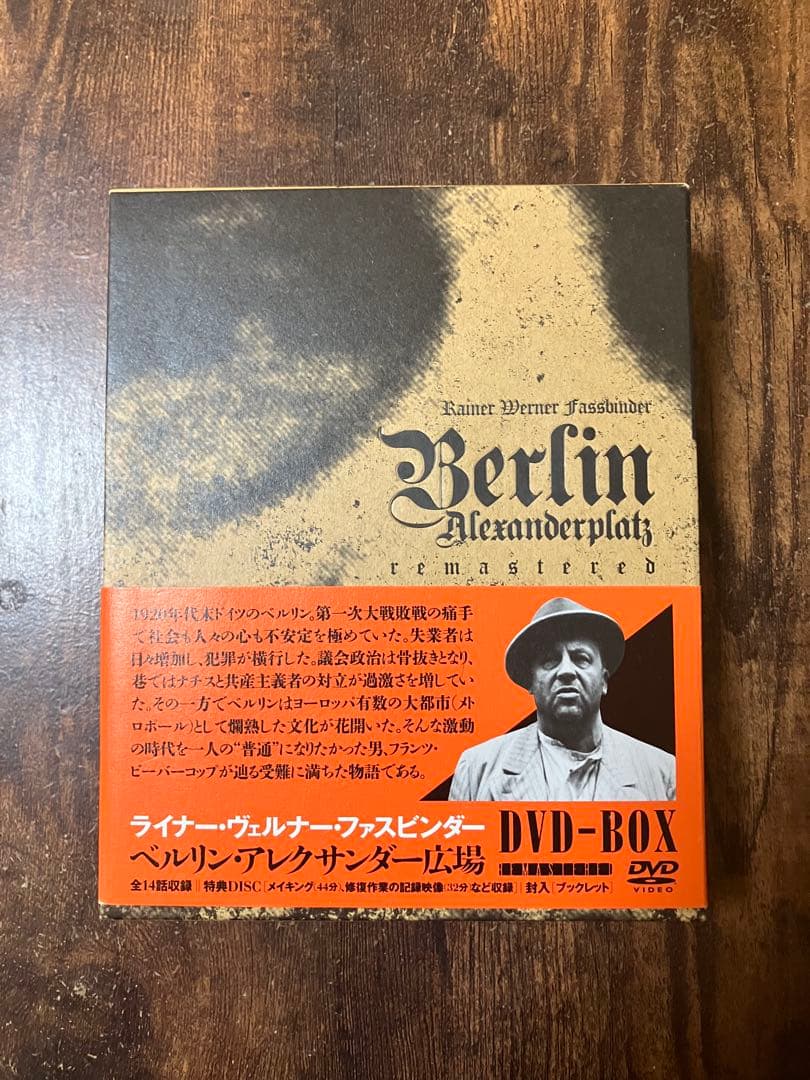 Rainer Werner Fassbinder
Berlin
Alexanderplatz
remastered
1920年代末ドイツのベルリン。第一次大戦敗戦の痛手
で社会も人々の心も不安定を極めていた。失業者は
日々増加し、犯罪が横行した。議会政治は骨抜きとなり、
巷ではナチスと共産主義者の対立が過激さを増してい
た。その一方でベルリンはヨーロッパ有数の大都市（メト
ロポール）として爛熟した文化が花開いた。そんな激動
の時代を一人の“普通”になりたかった男、フランツ・
ビーバーコップが辿る受難に満ちた物語である。
ライナー・ヴェルナー・ファスビンダー
ベルリン・アレクサンダー広場
DVD-BOX
REMASTERED
DVD
VIDEO
全14話収録‖特典DISC［メイキング（44分）、修復作業の記録映像（32分）など収録］‖封入［ブックレット］